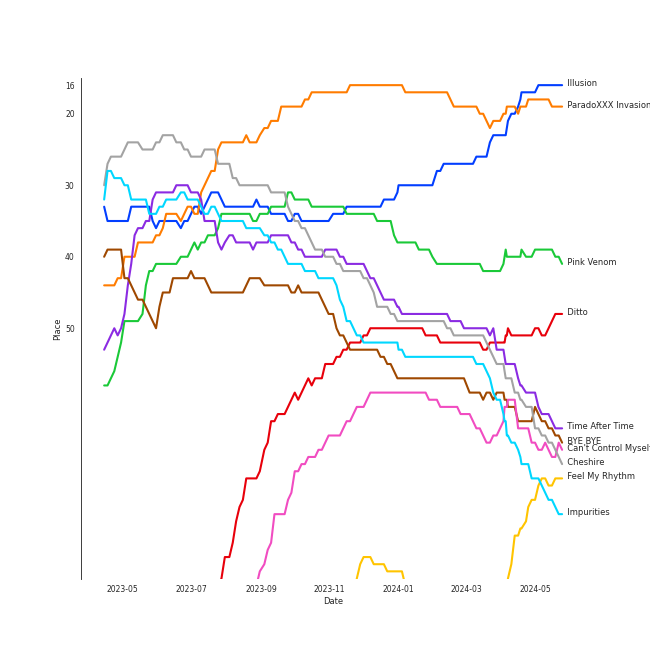 16
20
30
40
50
Place
2023-05
2023-07
2023-09
2023-11
2024-01
2024-03
2024-05
Date
Illusion
ParadoXXX Invasion
Pink Venom
Ditto
Time After Time
BYE BYE
Can't Control Mysel
Cheshire
Feel My Rhythm
Impurities